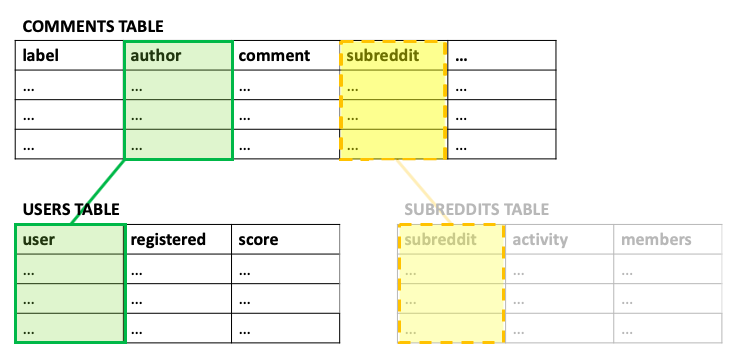 COMMENTS TABLE
label author comment subreddit ...
... ... ... ... ...
... ... ... ... ...
... ... ... ... ...
USERS TABLE
user registered score
... ... ...
... ... ...
... ... ...
SUBREDDITS TABLE
subreddit activity members
... ... ...
... ... ...
... ... ...